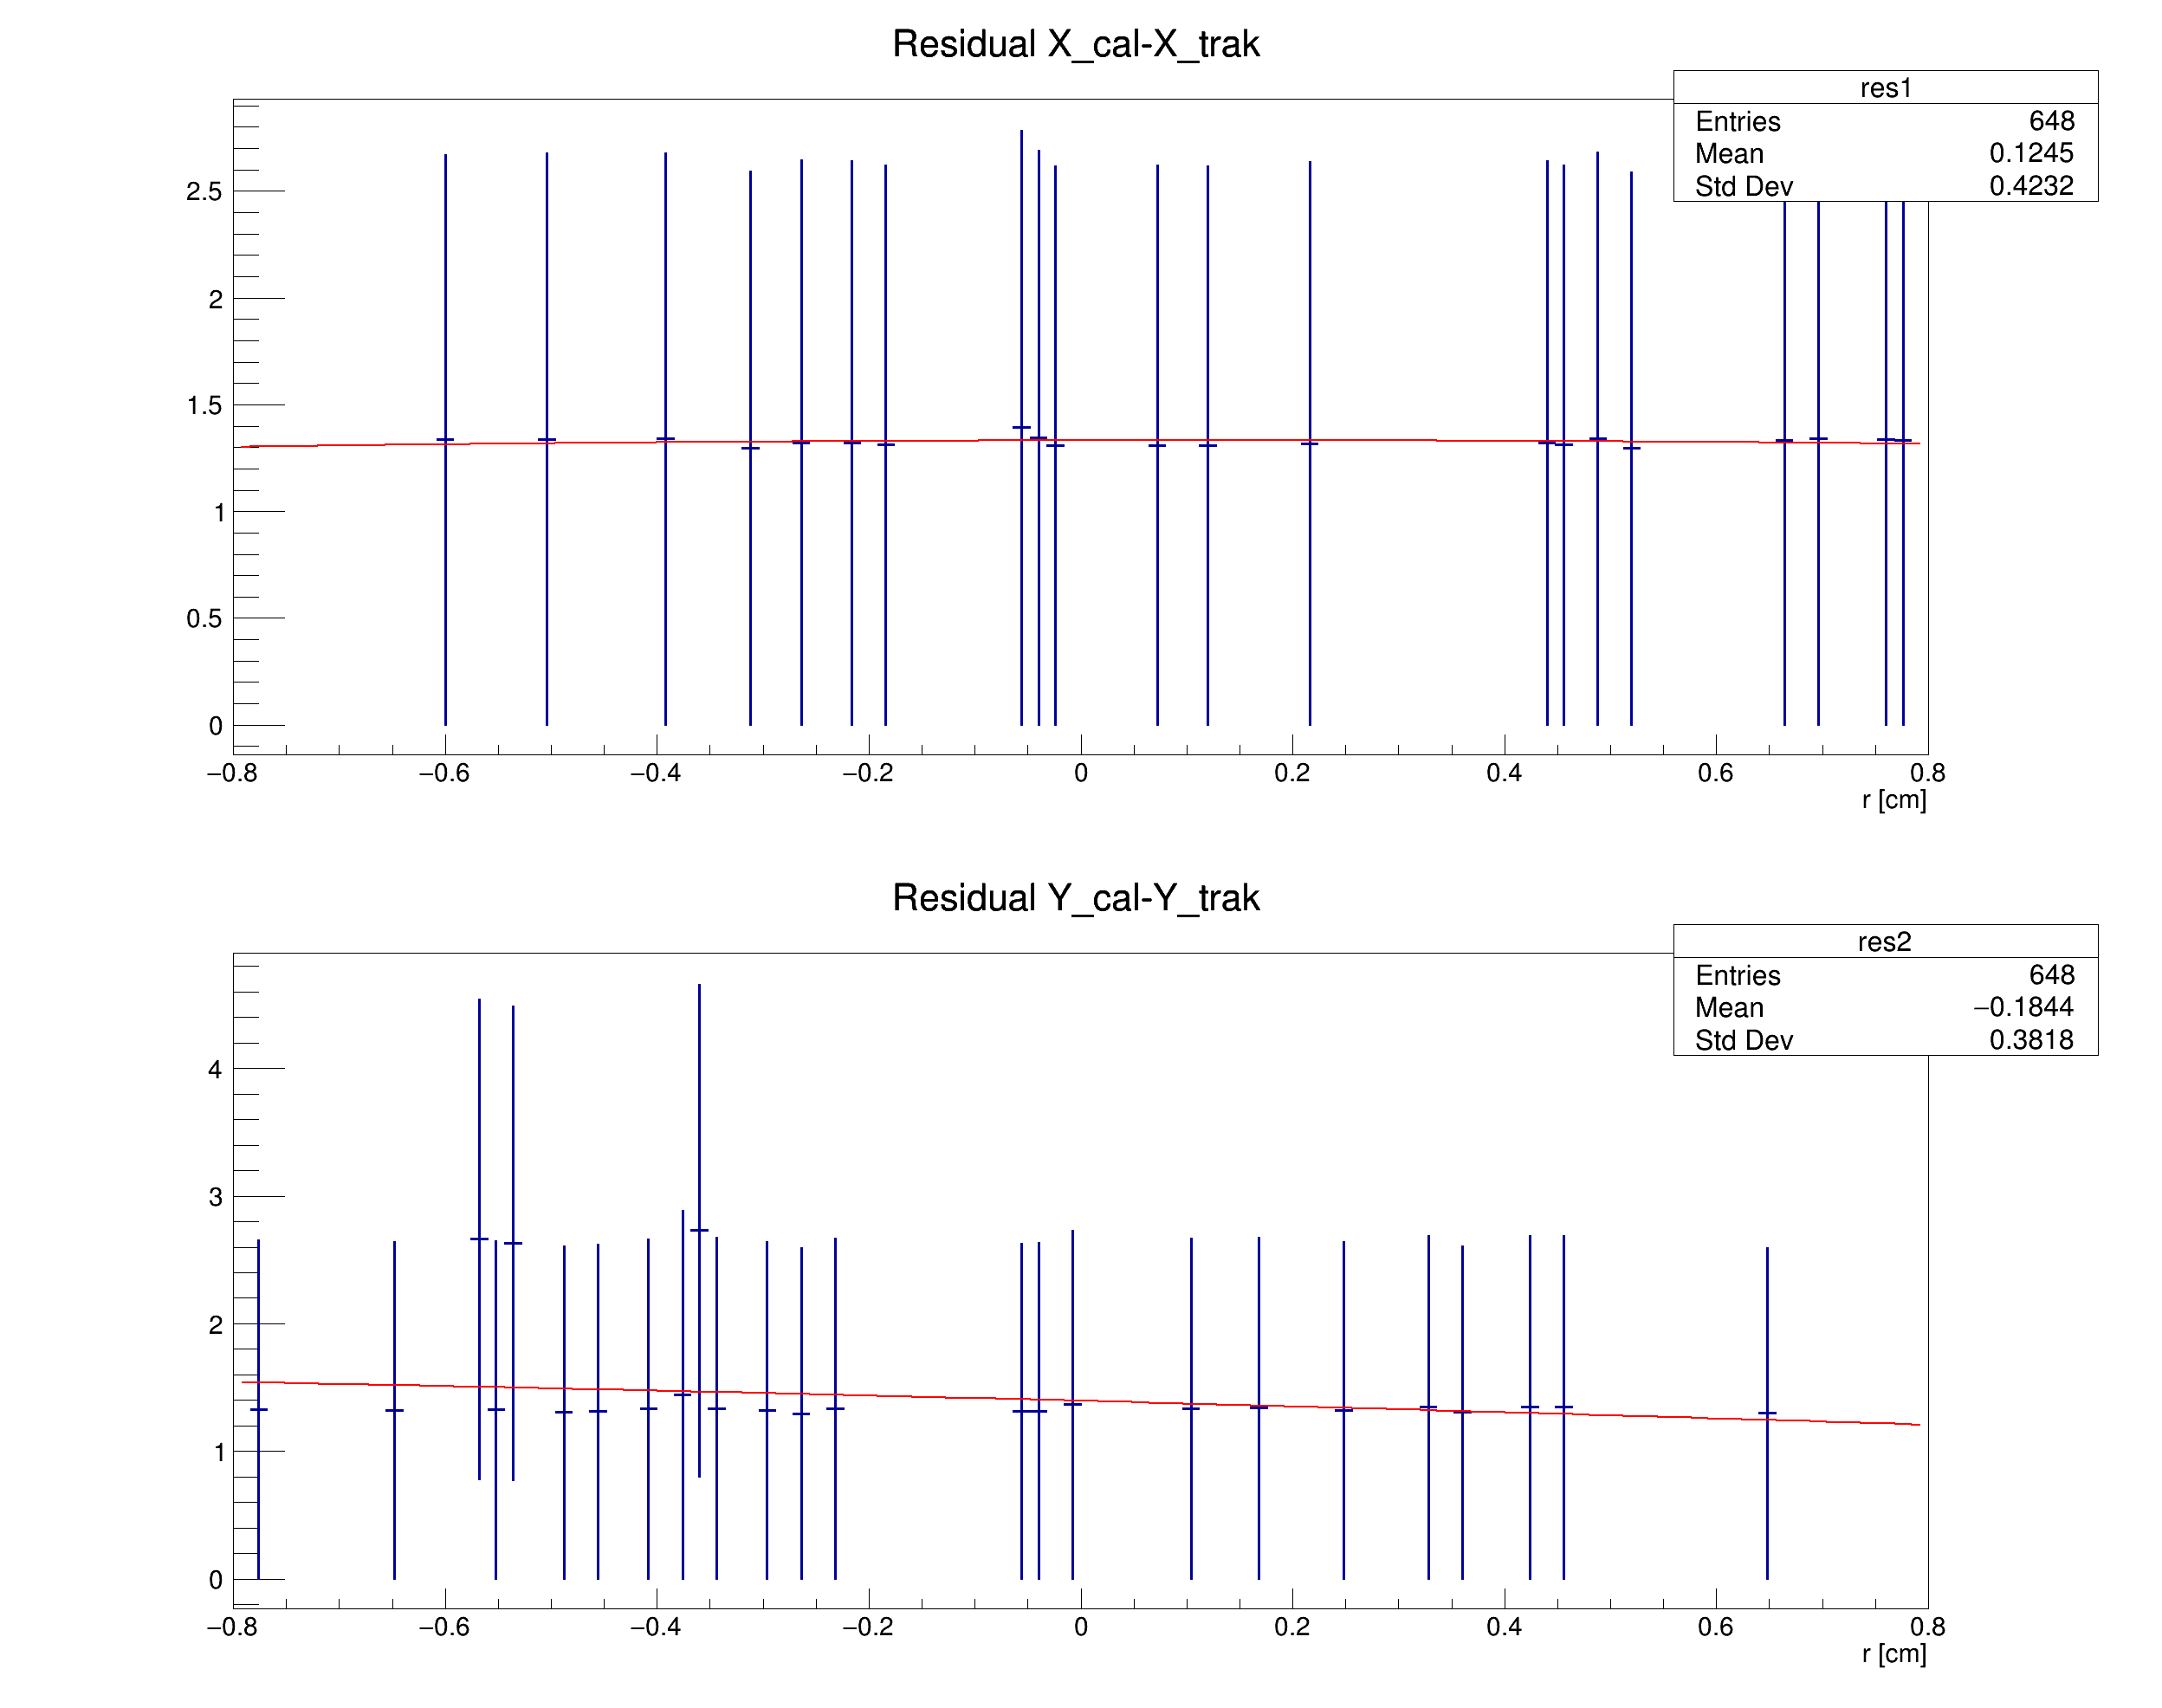 Residual X_cal-X_trak
res1
Entries 648
Mean 0.1245
Std Dev 0.4232
2.5
2
1.5
1
0.5
0
−0.8 −0.6 −0.4 −0.2 0 0.2 0.4 0.6 0.8
r [cm]
Residual Y_cal-Y_trak
res2
Entries 648
Mean −0.1844
Std Dev 0.3818
4
3
2
1
0
−0.8 −0.6 −0.4 −0.2 0 0.2 0.4 0.6 0.8
r [cm]